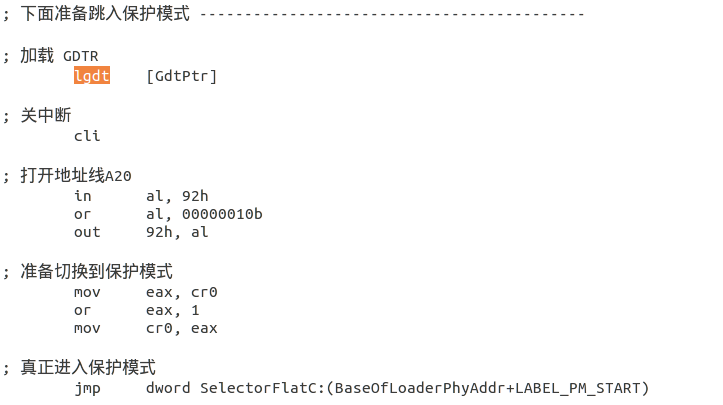 ; 下面准备跳入保护模式 -------------------------------------------
; 加载 GDTR
lgdt [GdtPtr]
; 关中断
cli
; 打开地址线A20
in al, 92h
or al, 00000010b
out 92h, al
; 准备切换到保护模式
mov eax, cr0
or eax, 1
mov cr0, eax
; 真正进入保护模式
jmp dword SelectorFlatC:(BaseOfLoaderPhyAddr+LABEL_PM_START)